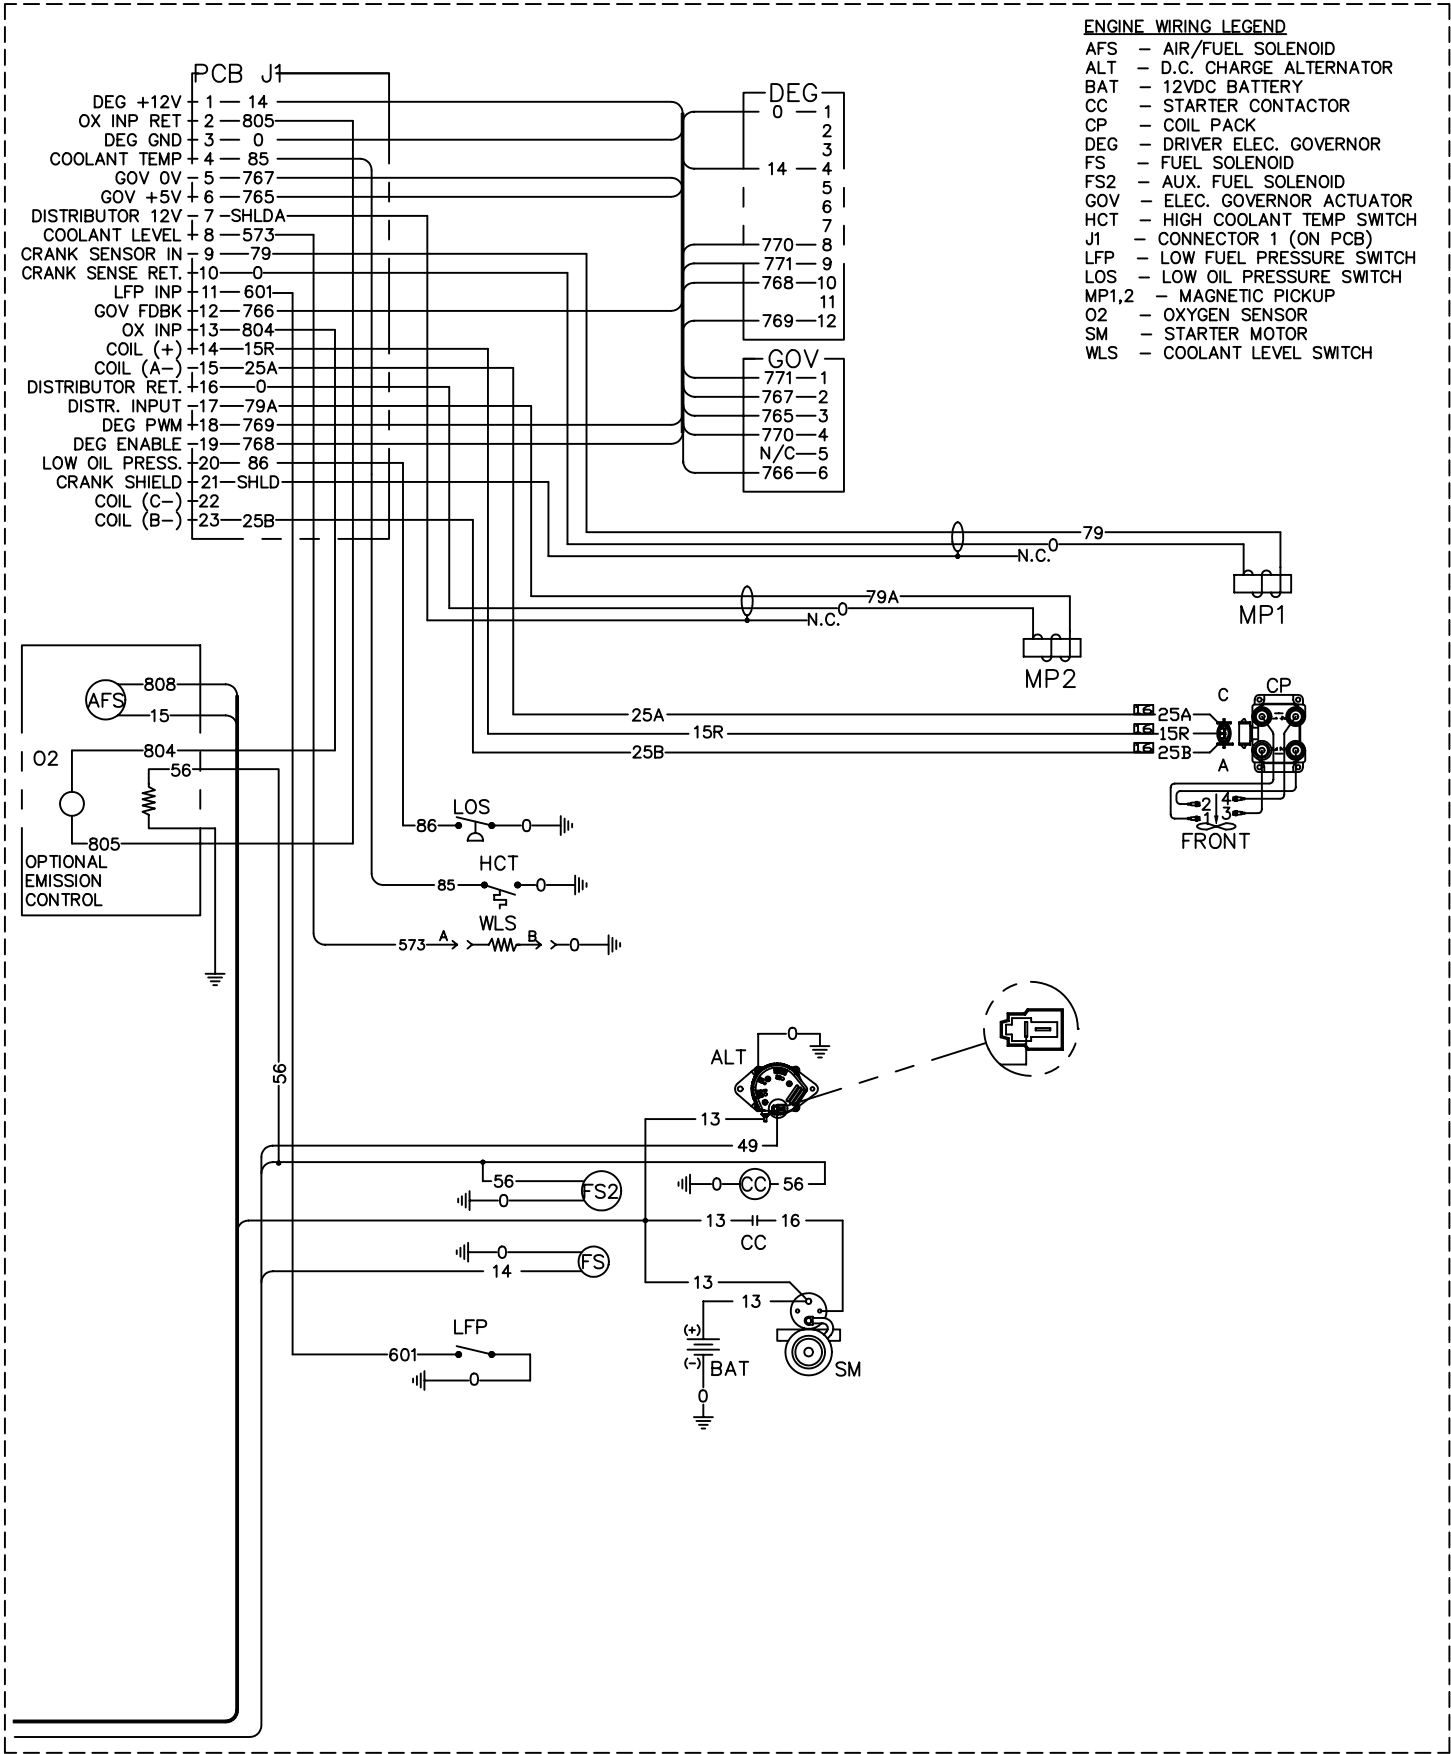 ENGINE WIRING LEGEND
AFS – AIR/FUEL SOLENOID
ALT – D.C. CHARGE ALTERNATOR
BAT – 12VDC BATTERY
CC – STARTER CONTACTOR
CP – COIL PACK
DEG – DRIVER ELEC. GOVERNOR
FS – FUEL SOLENOID
FS2 – AUX. FUEL SOLENOID
GOV – ELEC. GOVERNOR ACTUATOR
HCT – HIGH COOLANT TEMP SWITCH
J1 – CONNECTOR 1 (ON PCB)
LFP – LOW FUEL PRESSURE SWITCH
LOS – LOW OIL PRESSURE SWITCH
MP1,2 – MAGNETIC PICKUP
O2 – OXYGEN SENSOR
SM – STARTER MOTOR
WLS – COOLANT LEVEL SWITCH
PCB J1
DEG +12V 1 14
OX INP RET 2 805
DEG GND 3 0
COOLANT TEMP 4 85
GOV 0V 5 767
GOV +5V 6 765
DISTRIBUTOR 12V 7 SHLDA
COOLANT LEVEL 8 573
CRANK SENSOR IN 9 79
CRANK SENSE RET. 10 0
LFP INP 11 601
GOV FDBK 12 766
OX INP 13 804
COIL (+) 14 15R
COIL (A–) 15 25A
DISTRIBUTOR RET. 16 0
DISTR. INPUT 17 79A
DEG PWM 18 769
DEG ENABLE 19 768
LOW OIL PRESS. 20 86
CRANK SHIELD 21 SHLD
COIL (C–) 22
COIL (B–) 23 25B
DEG
0 1
2
3
14 4
5
6
7
770 8
771 9
768 10
11
769 12
GOV
771 1
767 2
765 3
770 4
N/C 5
766 6
79
0
N.C.
MP1
79A
0
N.C.
MP2
25A 16 25A
15R 16 15R
25B 16 25B
C
A
CP
2 4
1 3
FRONT
AFS
808
15
O2
804
56
805
OPTIONAL
EMISSION
CONTROL
LOS
86 0
HCT
85 0
WLS
573 A B 0
56
ALT
0
13
49
56
0 FS2
0 CC 56
13 16
CC
0 FS
14
13
13
(+)
(–)
BAT
0
SM
LFP
601
0